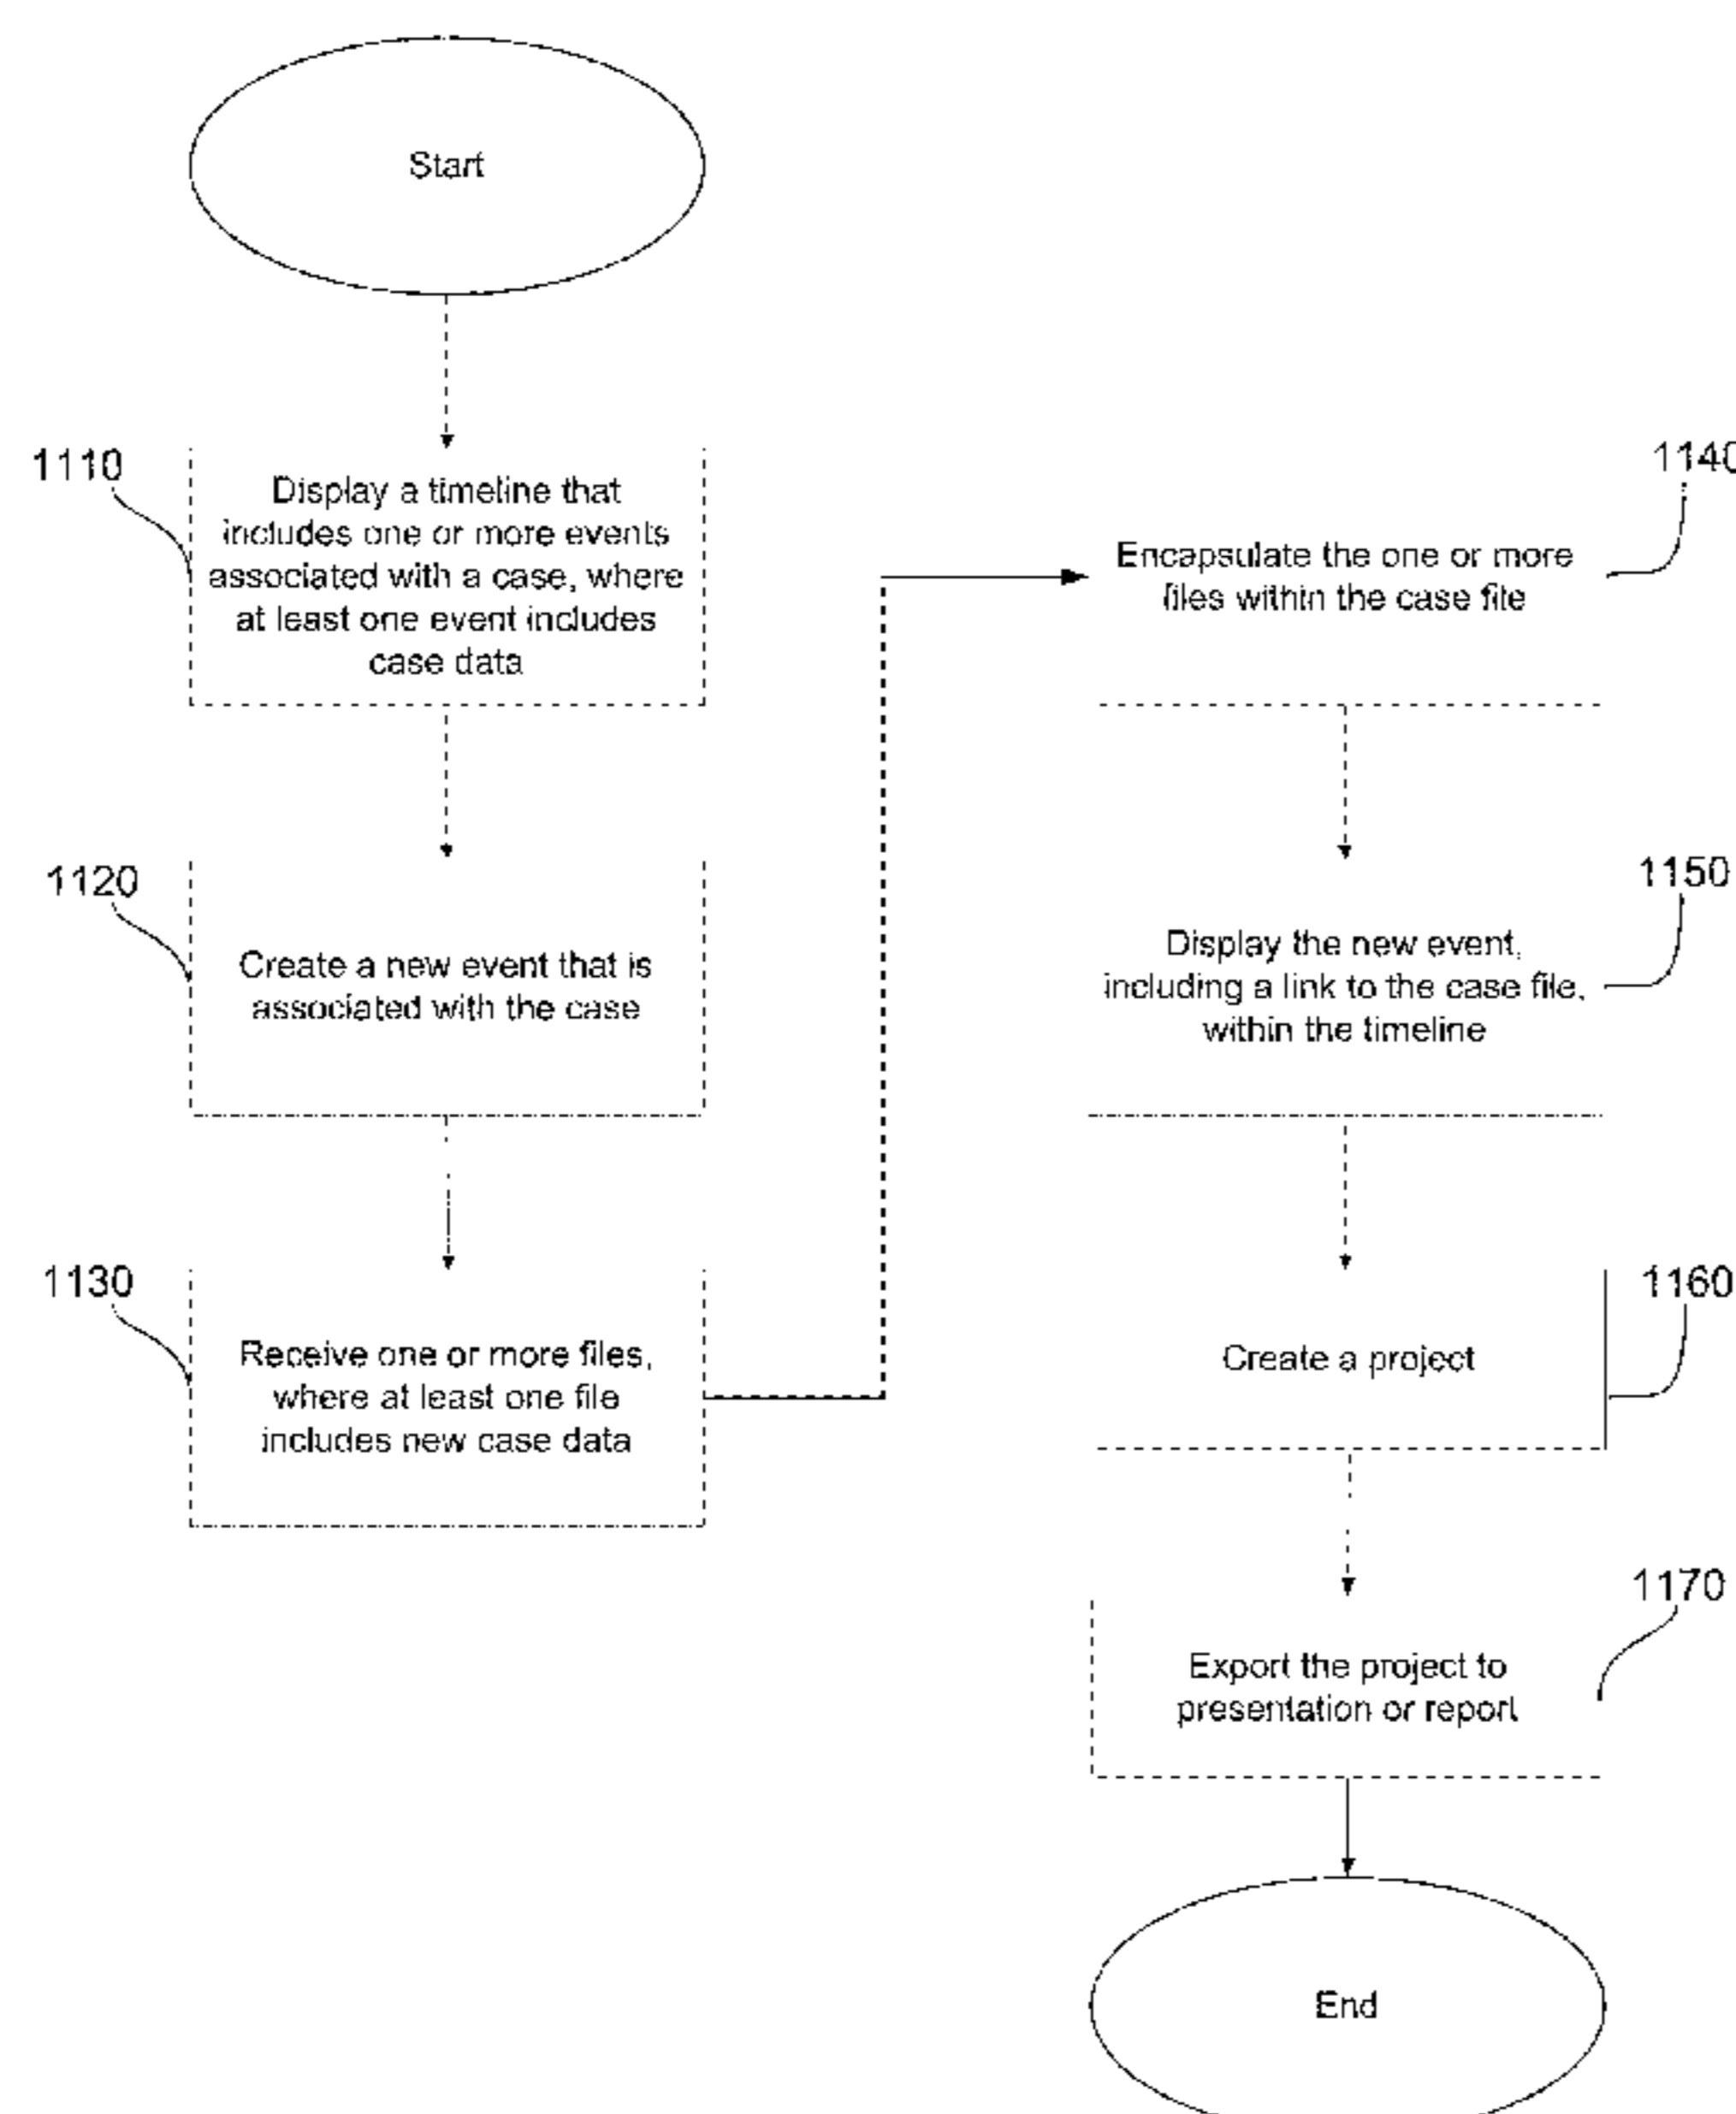 Start
1110
Display a timeline that
includes one or more events
associated with a case, where
at least one event includes
case data
1120
Create a new event that is
associated with the case
1130
Receive one or more files,
where at least one file
includes new case data
1140
Encapsulate the one or more
files within the case file
1150
Display the new event,
including a link to the case file,
within the timeline
1160
Create a project
1170
Export the project to
presentation or report
End